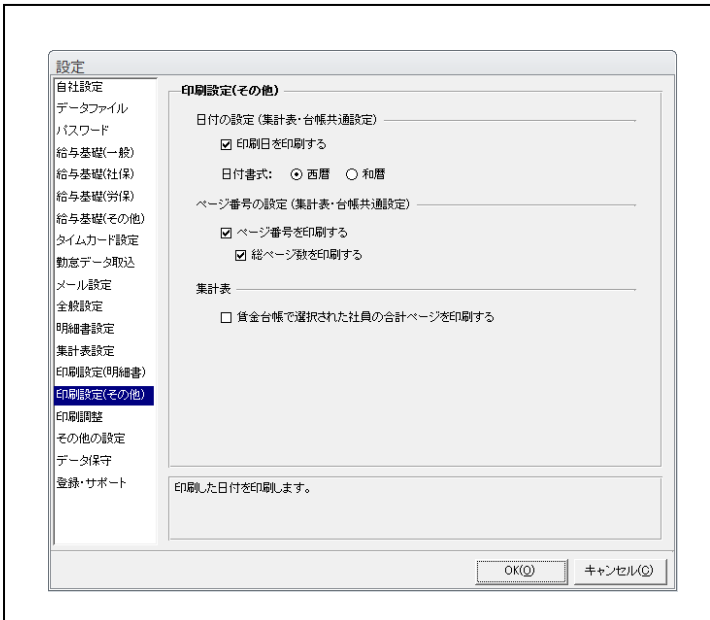 設定
自社設定
データファイル
パスワード
給与基礎(一般)
給与基礎(社保)
給与基礎(労保)
給与基礎(その他)
タイムカード設定
勤怠データ取込
メール設定
全般設定
明細書設定
集計表設定
印刷設定(明細書)
印刷設定(その他)
印刷調整
その他の設定
データ保守
登録・サポート
印刷設定(その他)
日付の設定(集計表・台帳共通設定)
印刷日を印刷する
日付書式: 西暦 和暦
ページ番号の設定(集計表・台帳共通設定)
ページ番号を印刷する
総ページ数を印刷する
集計表
賃金台帳で選択された社員の合計ページを印刷する
印刷した日付を印刷します。
OK(O) キャンセル(C)